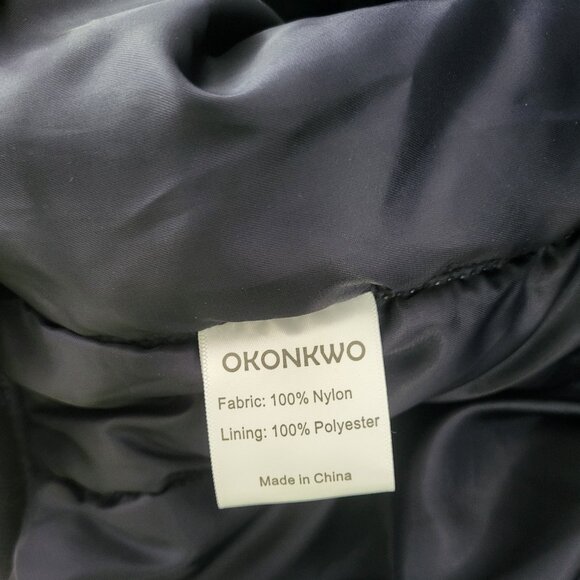 OKONKWO
Fabric: 100% Nylon
Lining: 100% Polyester
Made in China